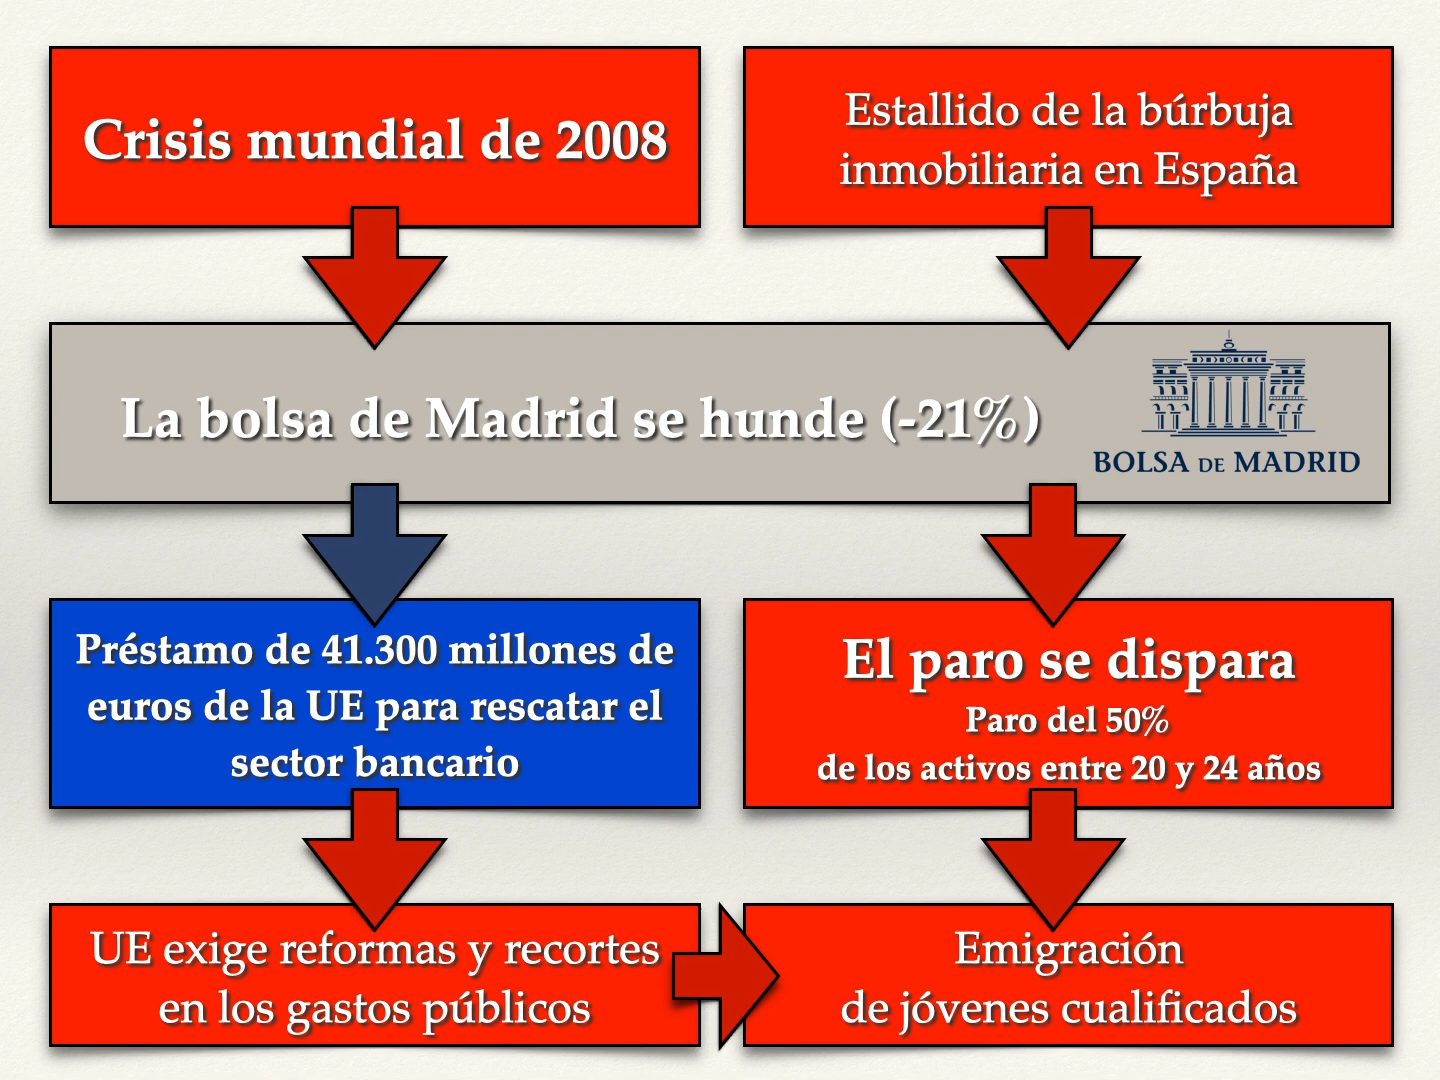 Crisis mundial de 2008
Estallido de la búrbuja
inmobiliaria en España
La bolsa de Madrid se hunde (-21%)
BOLSA DE MADRID
Préstamo de 41.300 millones de
euros de la UE para rescatar el
sector bancario
El paro se dispara
Paro del 50%
de los activos entre 20 y 24 años
UE exige reformas y recortes
en los gastos públicos
Emigración
de jóvenes cualificados